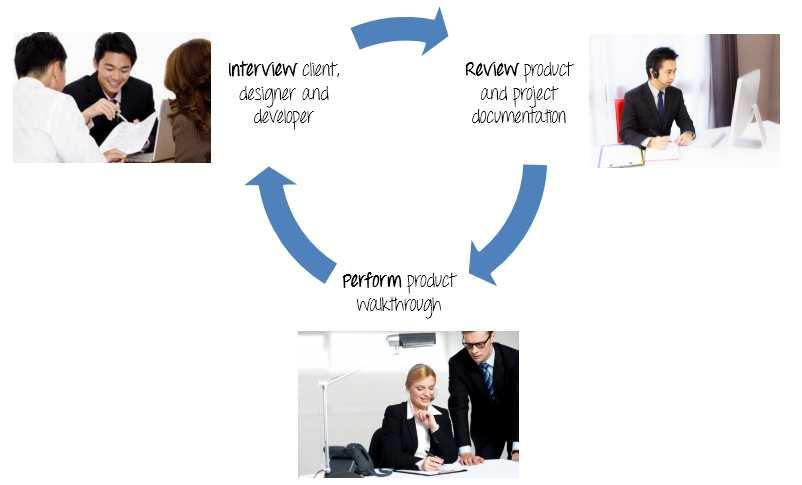 Interview client,
designer and
developer
Review product
and project
documentation
Perform product
walkthrough